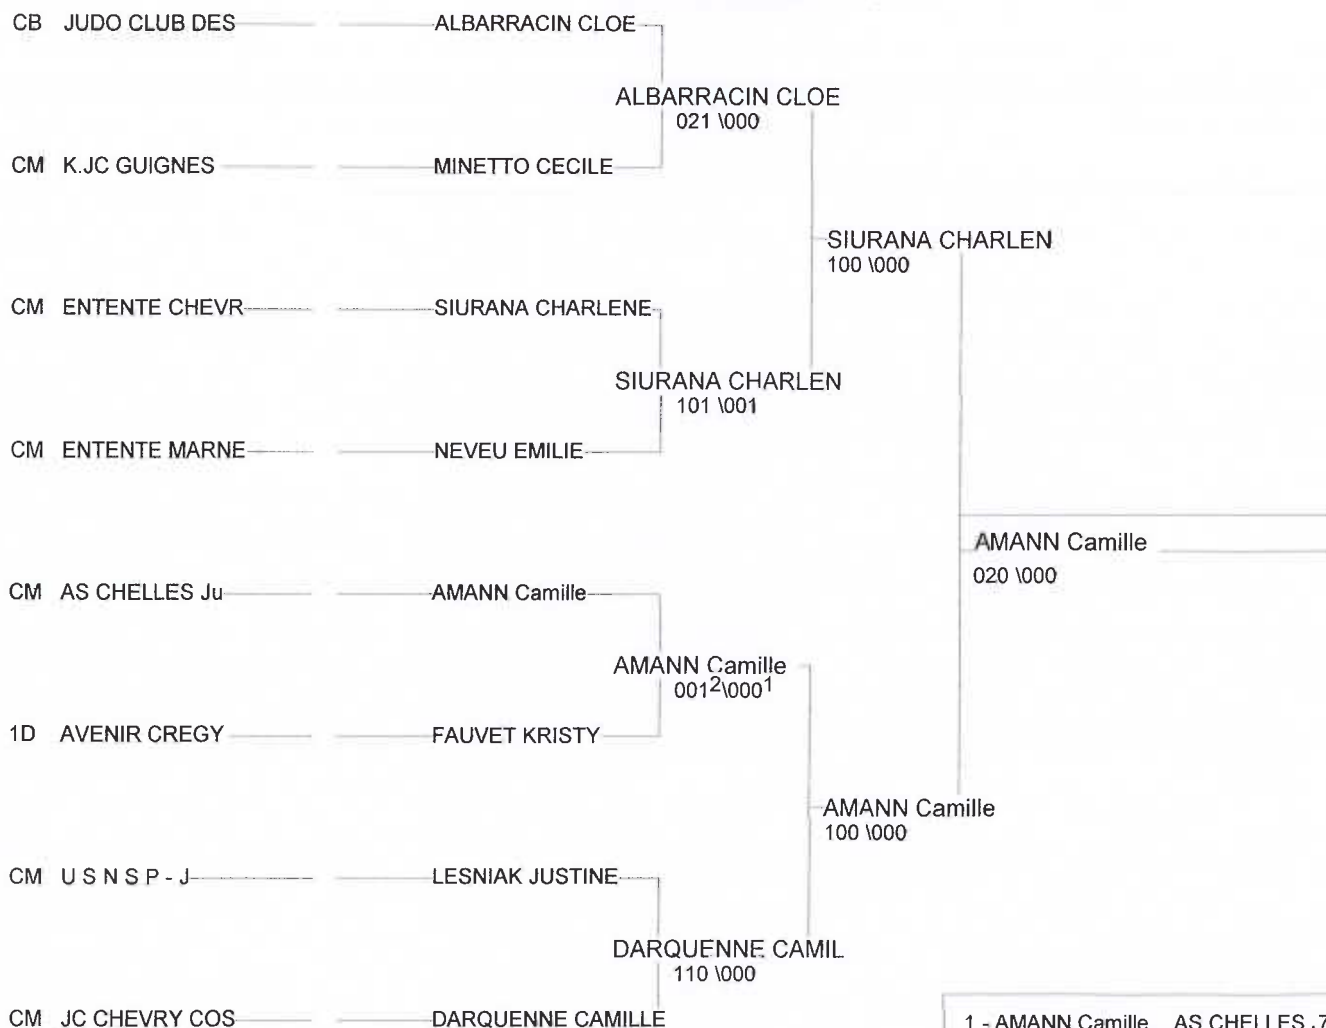 CB JUDO CLUB DES ALBARRACIN CLOE
ALBARRACIN CLOE
021 \000
CM K.JC GUIGNES MINETTO CECILE
SIURANA CHARLEN
100 \000
CM ENTENTE CHEVR SIURANA CHARLENE
SIURANA CHARLEN
101 \001
CM ENTENTE MARNE NEVEU EMILIE
AMANN Camille
020 \000
CM AS CHELLES Ju AMANN Camille
AMANN Camille
001² \000¹
1D AVENIR CREGY FAUVET KRISTY
AMANN Camille
100 \000
CM U S N S P - J LESNIAK JUSTINE
DARQUENNE CAMIL
110 \000
CM JC CHEVRY COS DARQUENNE CAMILLE
1 - AMANN Camille AS CHELLES